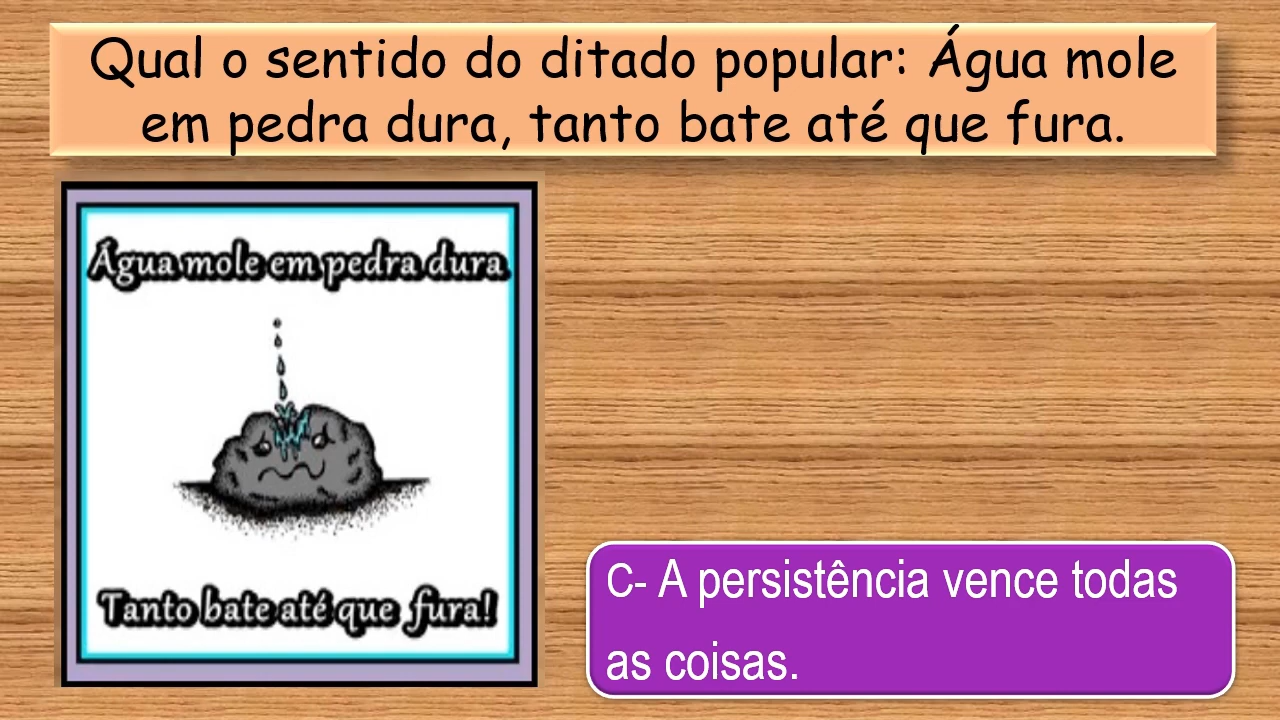 Qual o sentido do ditado popular: Água mole
em pedra dura, tanto bate até que fura.
Água mole em pedra dura
Tanto bate até que fura!
C- A persistência vence todas
as coisas.